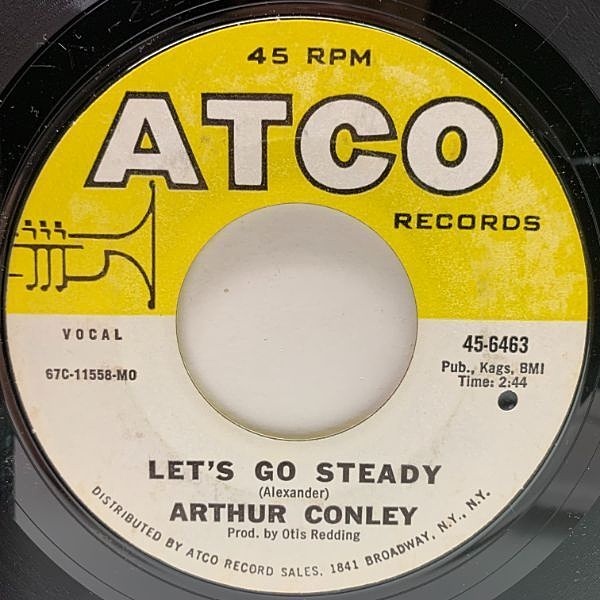 45 RPM
ATCO
RECORDS
VOCAL
67C-11558-MO
45-6463
Pub., Kags, BMI
Time: 2:44
LET'S GO STEADY
(Alexander)
ARTHUR CONLEY
Prod. by Otis Redding
DISTRIBUTED BY ATCO RECORD SALES, 1841 BROADWAY, N.Y., N.Y.